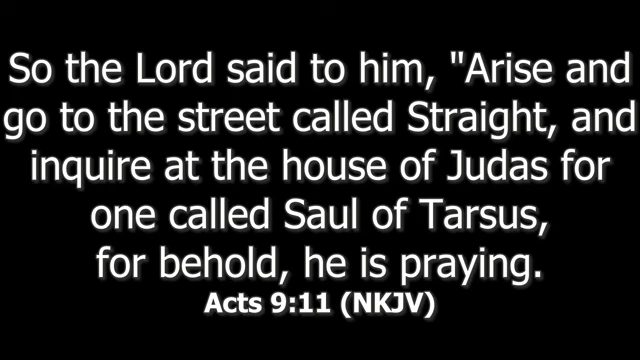 So the Lord said to him, "Arise and
go to the street called Straight, and
inquire at the house of Judas for
one called Saul of Tarsus,
for behold, he is praying.
Acts 9:11 (NKJV)